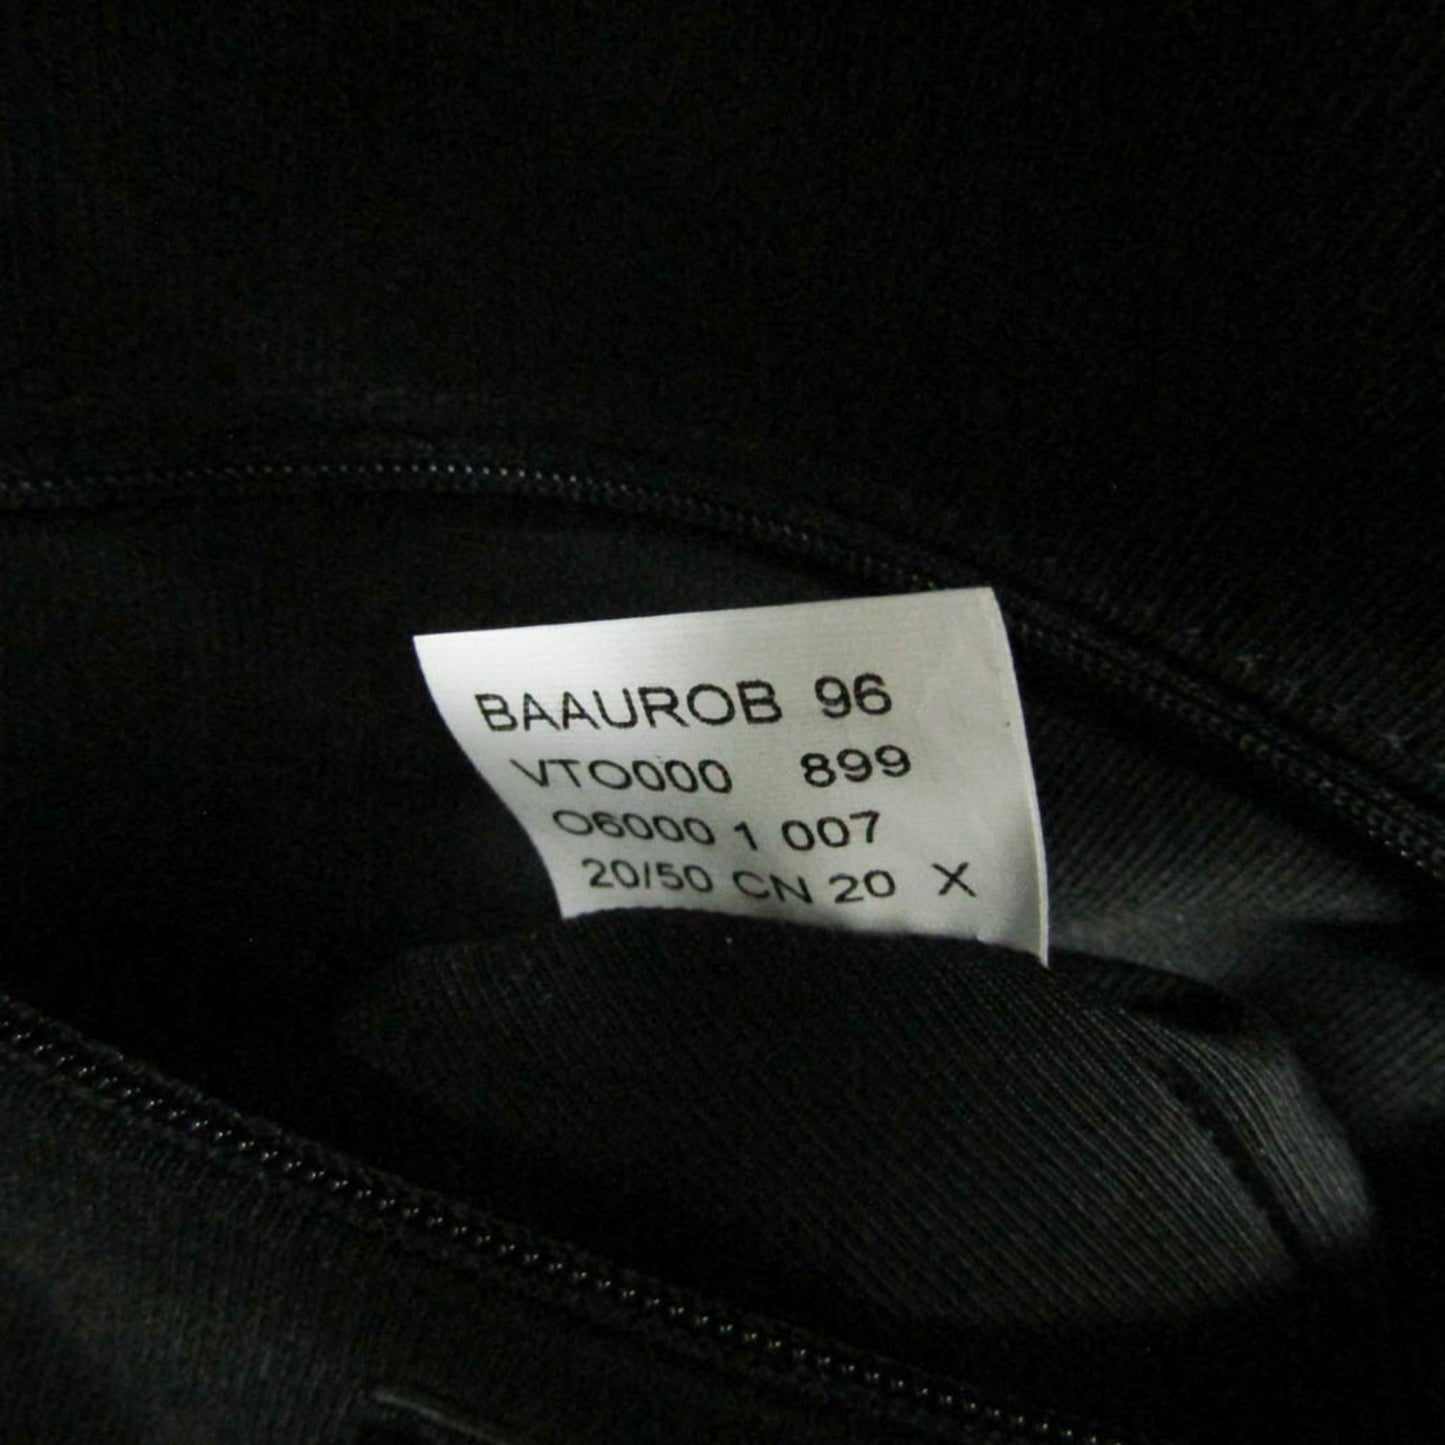 BAAUROB 96
VTO000 899
O6000 1 007
20/50 CN 20 X